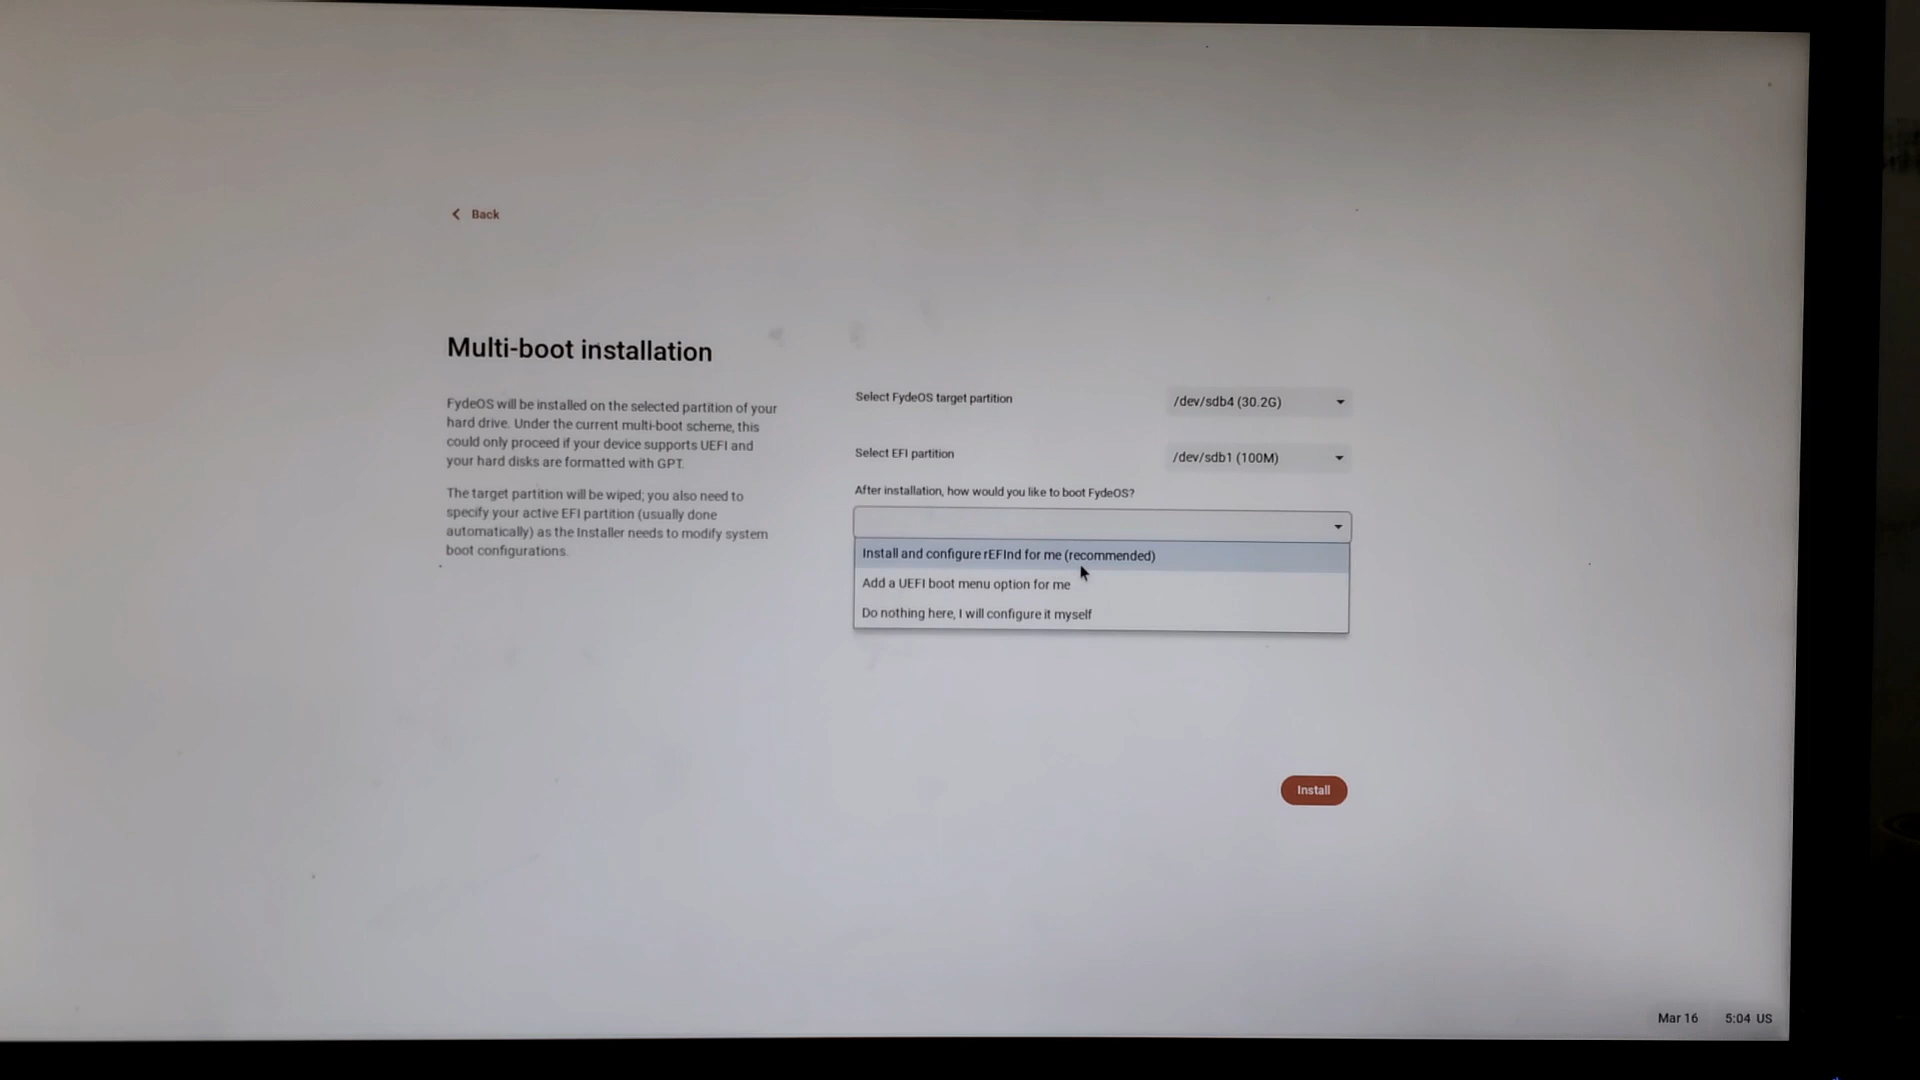 Back
Multi-boot installation
FydeOS will be installed on the selected partition of your
hard drive. Under the current multi-boot scheme, this
could only proceed if your device supports UEFI and
your hard disks are formatted with GPT.
The target partition will be wiped; you also need to
specify your active EFI partition (usually done
automatically) as the Installer needs to modify system
boot configurations.
Select FydeOS target partition
/dev/sdb4 (30.2G)
Select EFI partition
/dev/sdb1 (100M)
After installation, how would you like to boot FydeOS?
Install and configure rEFInd for me (recommended)
Add a UEFI boot menu option for me
Do nothing here, I will configure it myself
Install
Mar 16 5:04 US